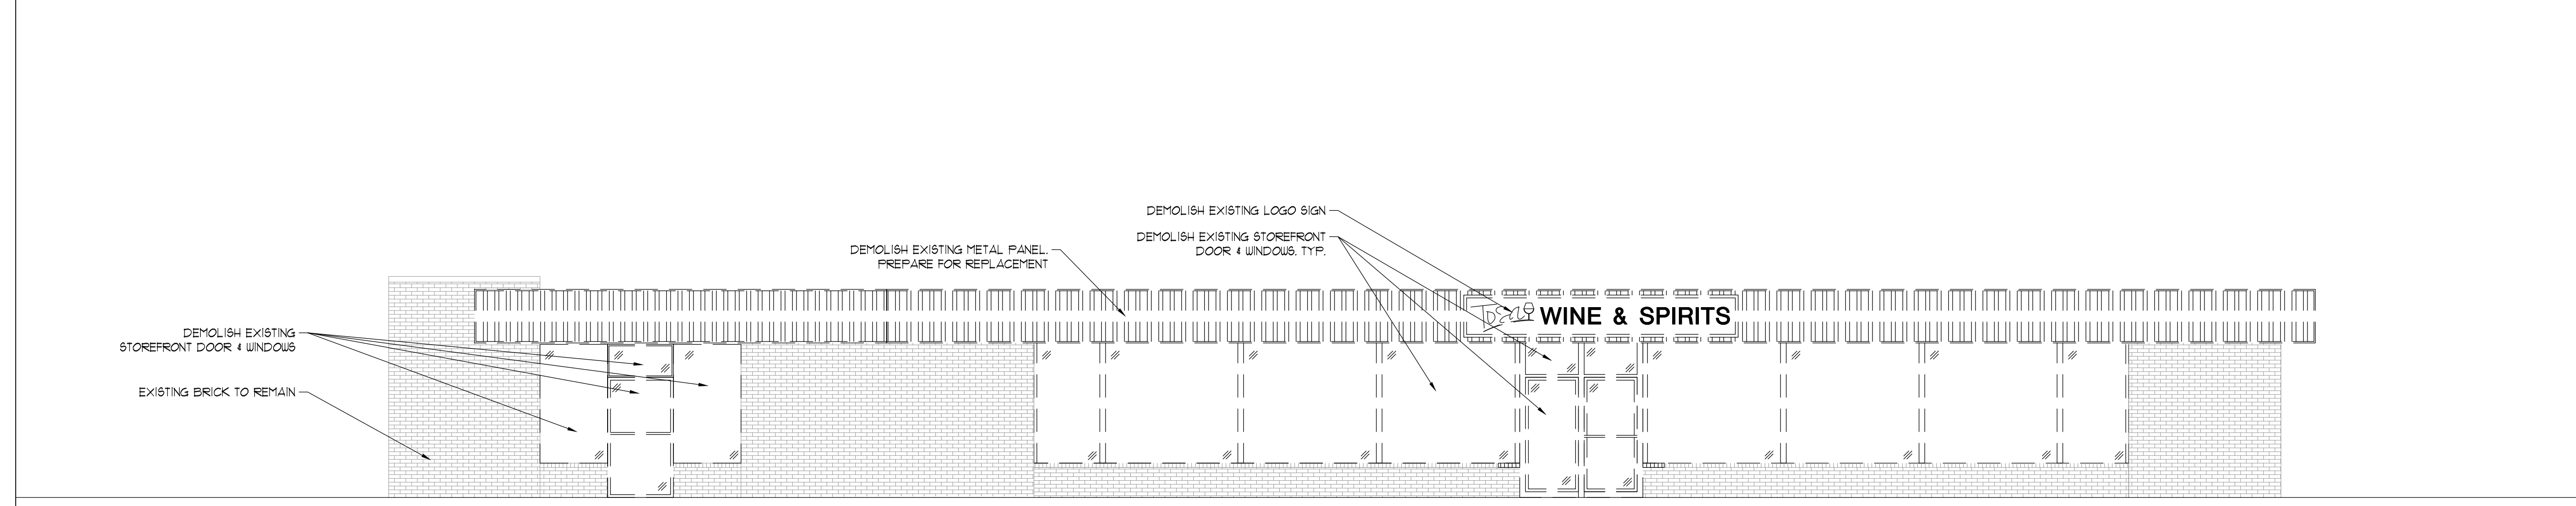 DEMOLISH EXISTING LOGO SIGN
DEMOLISH EXISTING STOREFRONT
DOOR & WINDOWS, TYP.
DEMOLISH EXISTING METAL PANEL,
PREPARE FOR REPLACEMENT
WINE & SPIRITS
DEMOLISH EXISTING
STOREFRONT DOOR & WINDOWS
EXISTING BRICK TO REMAIN